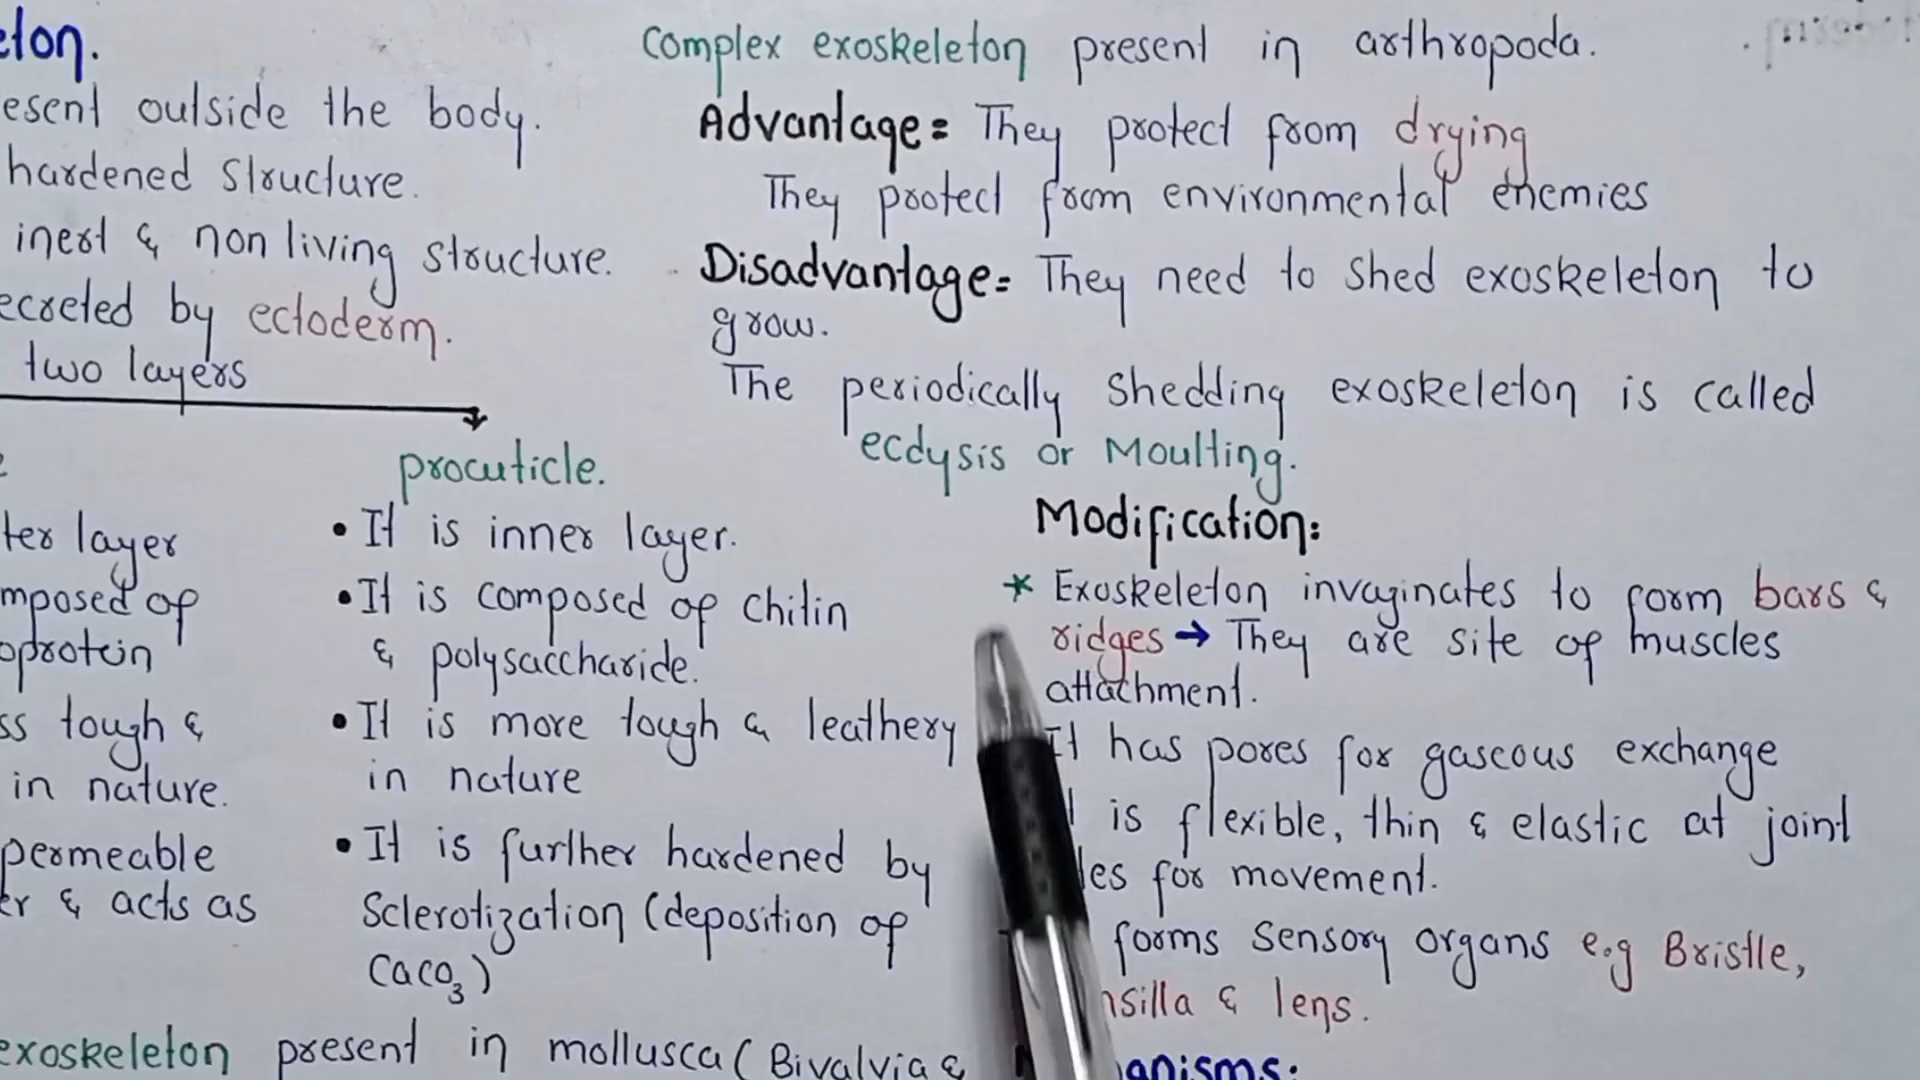 eton.
esent outside the body.
hardened structure.
inert & non living structure.
ecreted by ectoderm.
two layers
ter layer
mposed of
oprotein
ss tough &
in nature.
permeable
er & acts as
procuticle.
• It is inner layer.
• It is composed of chitin
& polysaccharide.
• It is more tough & leathery
in nature
• It is further hardened by
Sclerotization (deposition of
CaCO3)
exoskeleton present in mollusca (Bivalvia &
Complex exoskeleton present in arthropoda.
Advantage = They protect from drying
They protect from environmental enemies
Disadvantage = They need to shed exoskeleton to
grow.
The periodically shedding exoskeleton is called
ecdysis or Moulting.
Modification:
* Exoskeleton invaginates to form bars &
ridges → They are site of muscles
attachment.
It has pores for gaseous exchange
is flexible, thin & elastic at joint
les for movement.
forms sensory organs e.g Bristle,
nsilla & lens.
anisms: